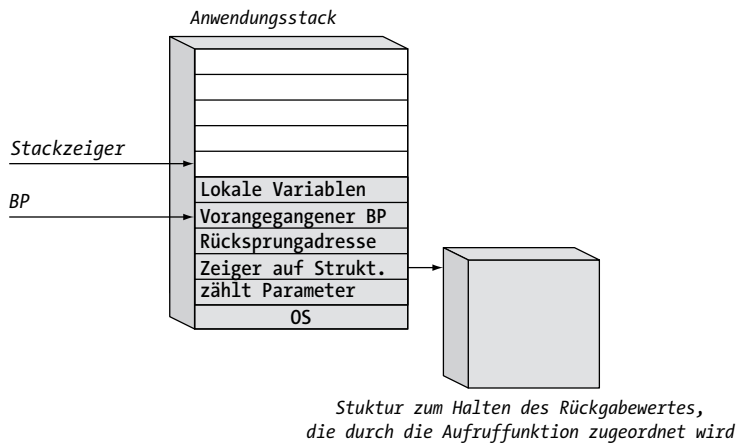 Anwendungsstack
Stackzeiger
BP
Lokale Variablen
Vorangegangener BP
Rücksprungadresse
Zeiger auf Strukt.
zählt Parameter
OS
Stuktur zum Halten des Rückgabewertes,
die durch die Aufruffunktion zugeordnet wird